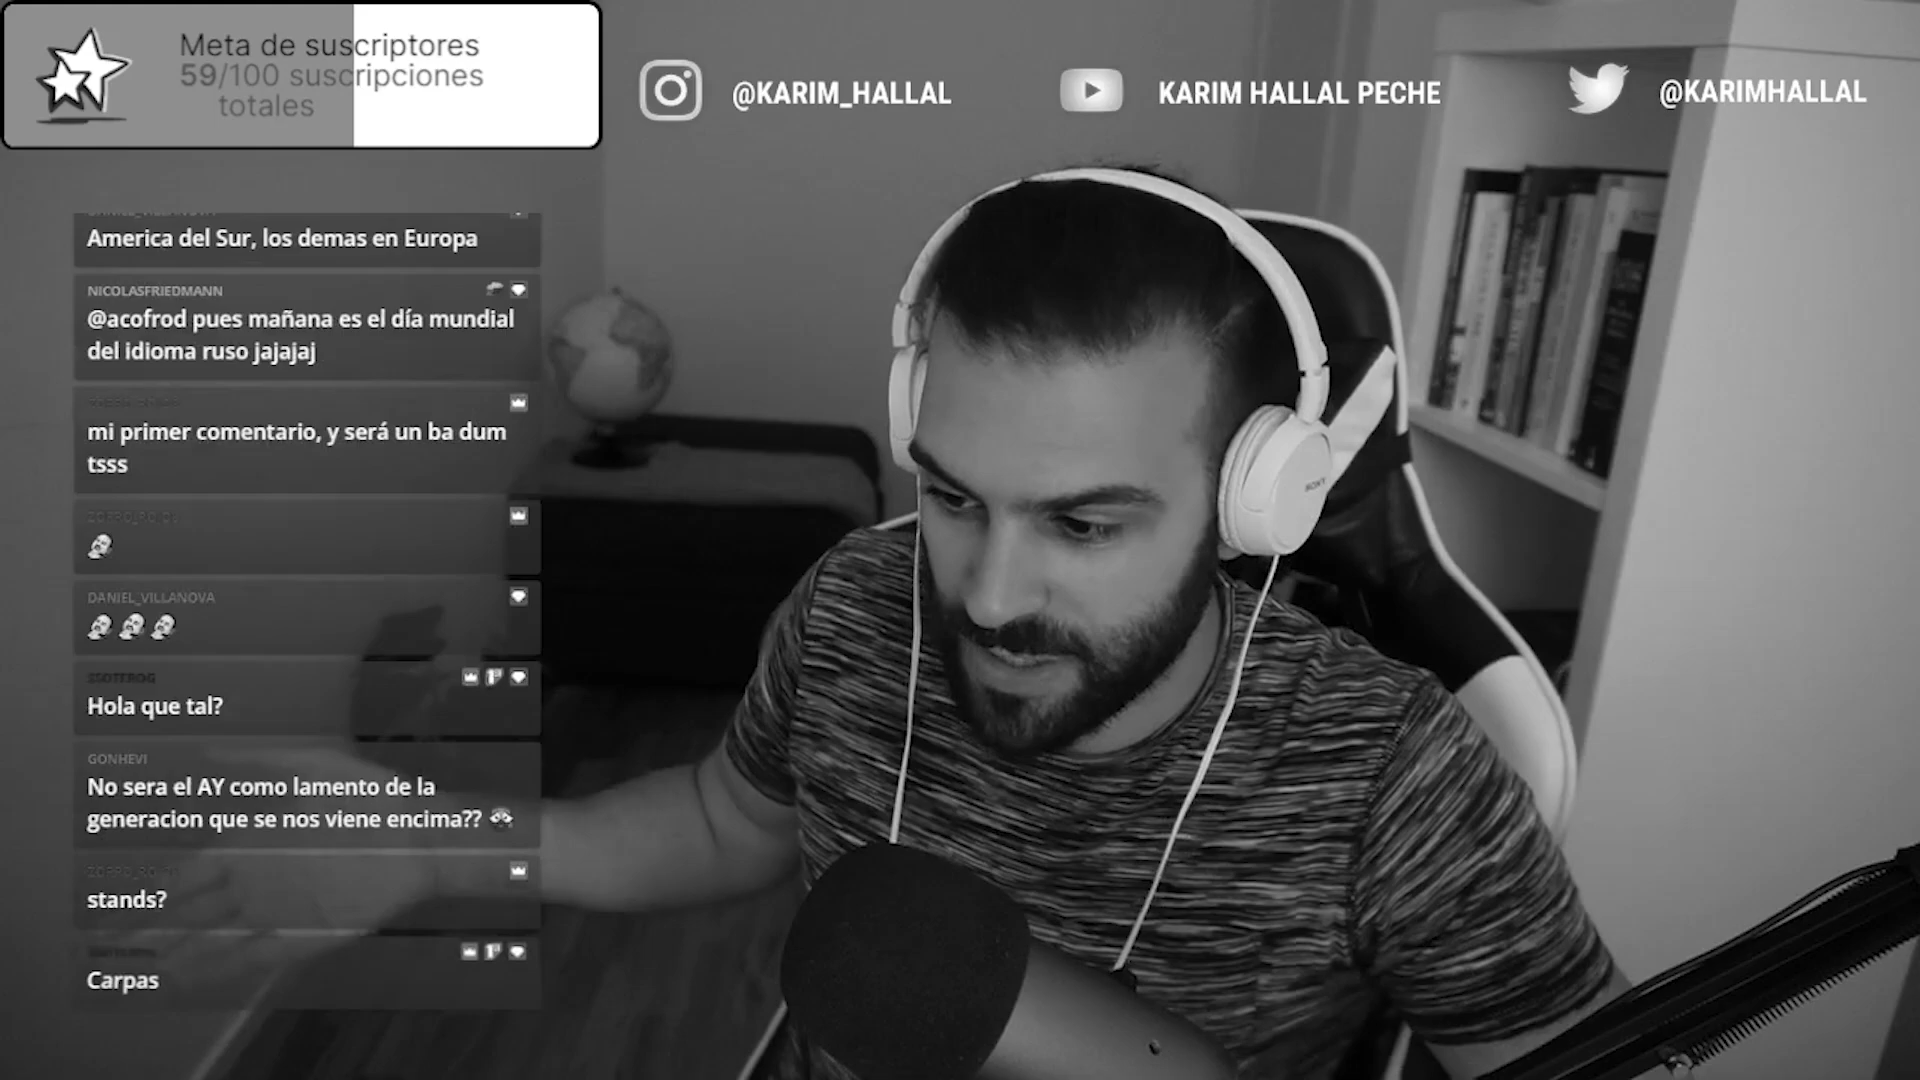 Meta de suscriptores
59/100 suscripciones
totales
@KARIM_HALLAL
KARIM HALLAL PECHE
@KARIMHALLAL
America del Sur, los demas en Europa
NICOLASFRIEDMANN
@acofrod pues mañana es el día mundial
del idioma ruso jajajaj
mi primer comentario, y será un ba dum
tsss
DANIEL_VILLANOVA
SSOTEROG
Hola que tal?
GONHEVI
No sera el AY como lamento de la
generacion que se nos viene encima??
stands?
Carpas
SONY